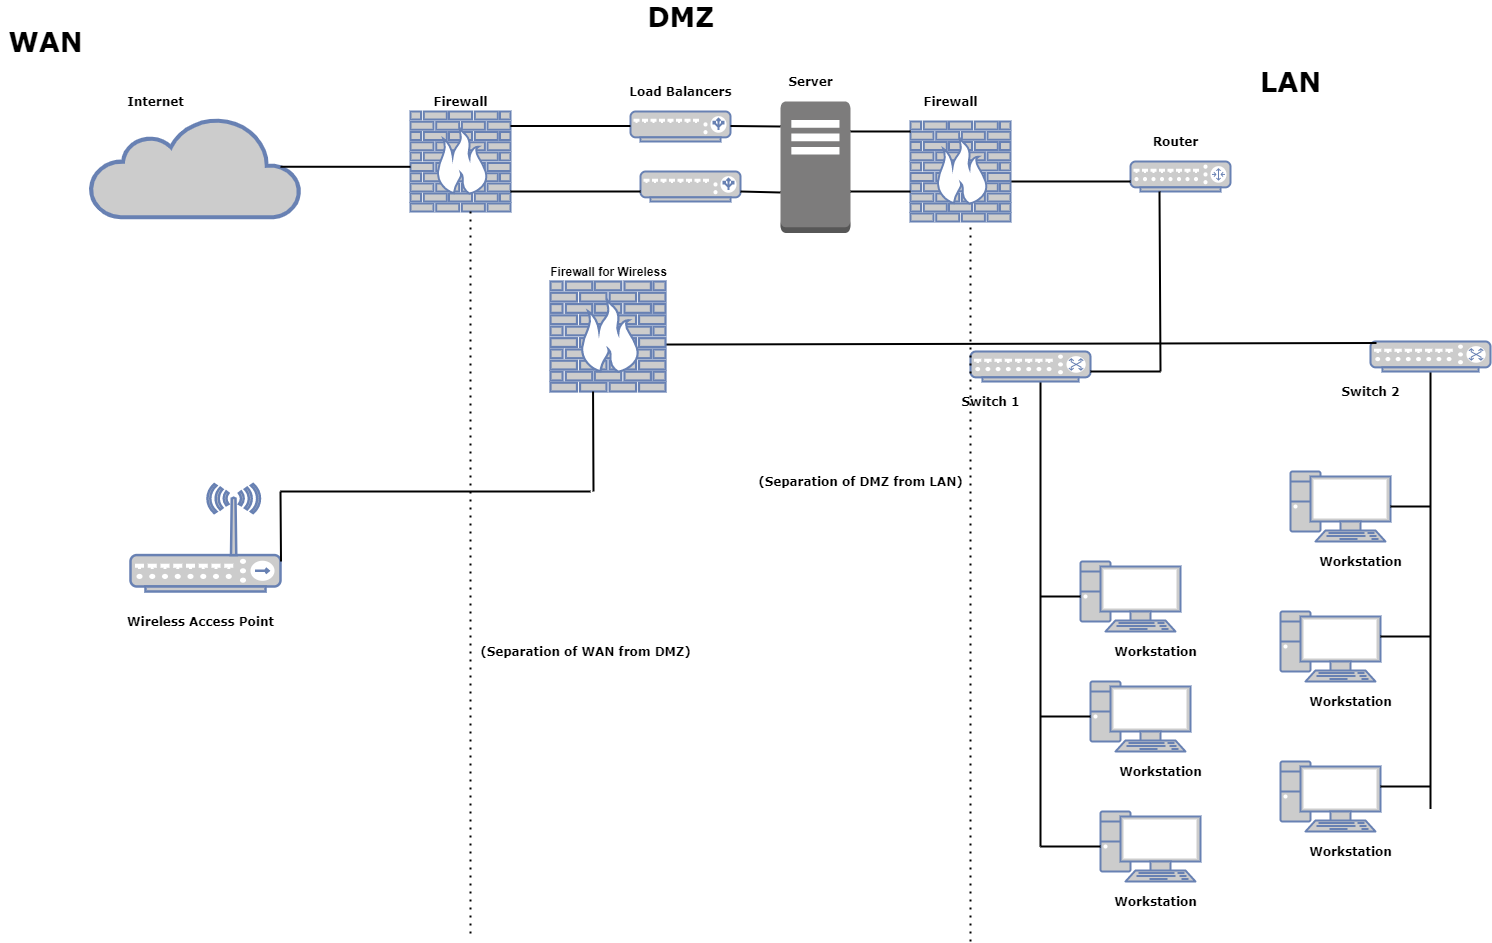 DMZ
WAN
LAN
Server
Load Balancers
Internet
Firewall
Firewall
Router
Firewall for Wireless
Switch 2
Switch 1
(Separation of DMZ from LAN)
Workstation
Wireless Access Point
(Separation of WAN from DMZ)
Workstation
Workstation
Workstation
Workstation
Workstation